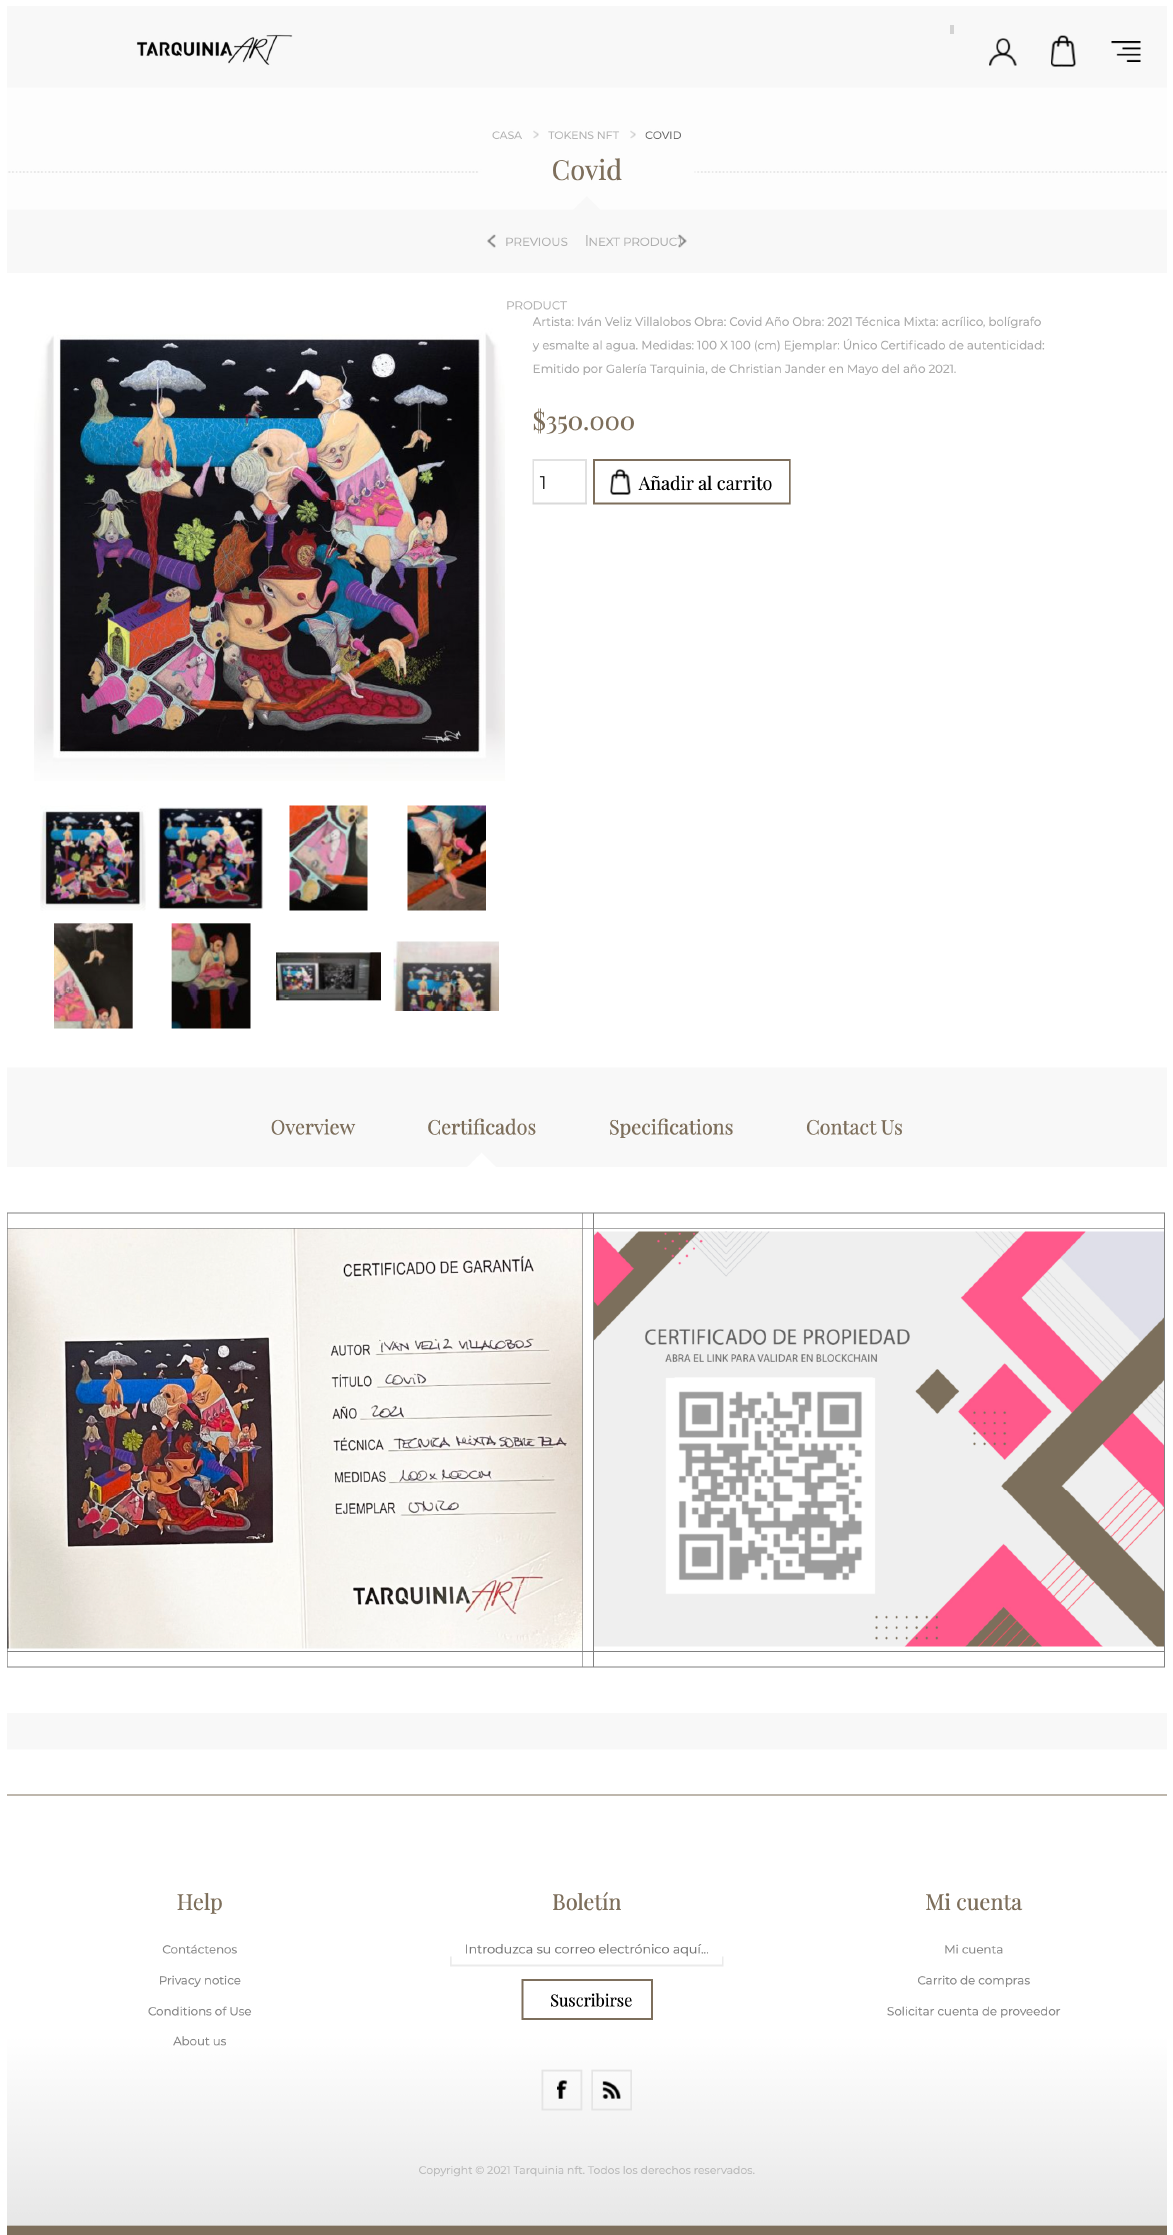 TARQUINIA ART
CASA > TOKENS NFT > COVID
Covid
PREVIOUS
NEXT PRODUCT
PRODUCT
Artista: Iván Veliz Villalobos Obra: Covid Año Obra: 2021 Técnica Mixta: acrílico, bolígrafo
y esmalte al agua. Medidas: 100 X 100 (cm) Ejemplar: Único Certificado de autenticidad:
Emitido por Galería Tarquinia, de Christian Jander en Mayo del año 2021.
$350.000
1
Añadir al carrito
Overview
Certificados
Specifications
Contact Us
CERTIFICADO DE GARANTÍA
AUTOR IVAN VELIZ VILLALOBOS
TÍTULO COVID
AÑO 2021
TÉCNICA TECNICA MIXTA SOBRE TELA
MEDIDAS 100x100cm
EJEMPLAR UNICO
TARQUINIA ART
CERTIFICADO DE PROPIEDAD
ABRA EL LINK PARA VALIDAR EN BLOCKCHAIN
Help
Contáctenos
Privacy notice
Conditions of Use
About us
Boletín
Introduzca su correo electrónico aquí...
Suscribirse
Mi cuenta
Mi cuenta
Carrito de compras
Solicitar cuenta de proveedor
Copyright © 2021 Tarquinia nft. Todos los derechos reservados.